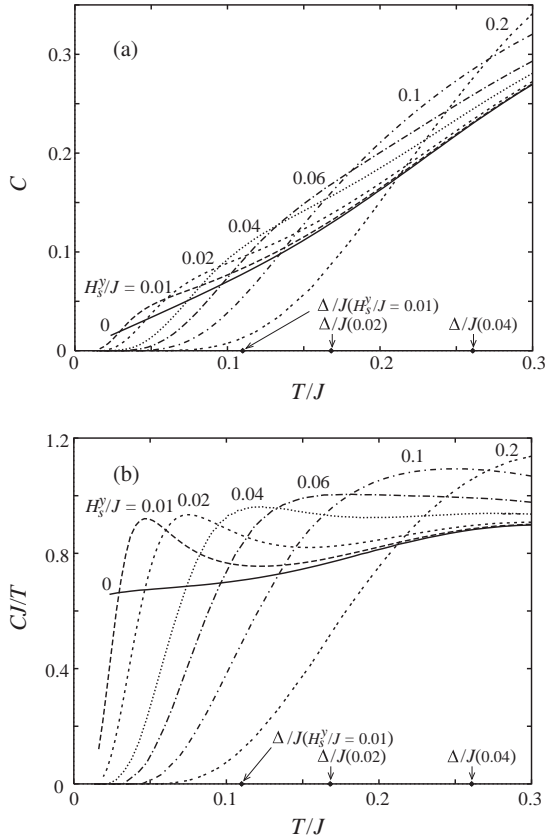 (a)
0.3
0.2
0.1
0
C
0.2
0.1
0.06
0.04
0.02
H_s^y/J = 0.01
0
Δ/J(H_s^y/J = 0.01)
Δ/J(0.02)
Δ/J(0.04)
0
0.1
0.2
0.3
T/J
(b)
1.2
0.8
0.4
0
CJ/T
0.2
0.1
0.06
0.04
0.02
H_s^y/J = 0.01
0
Δ/J(H_s^y/J = 0.01)
Δ/J(0.02)
Δ/J(0.04)
0
0.1
0.2
0.3
T/J